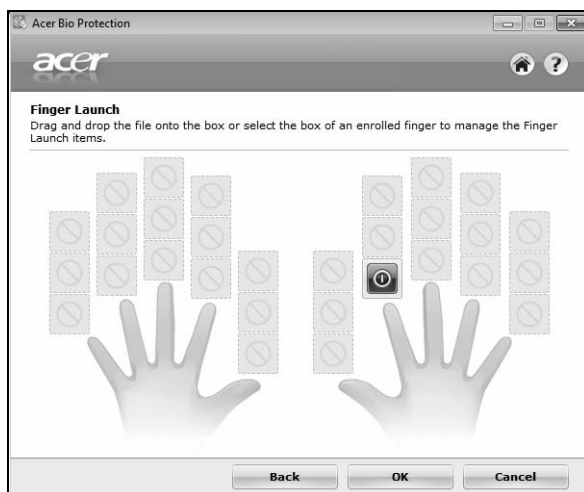 Acer Bio Protection
acer
?
Finger Launch
Drag and drop the file onto the box or select the box of an enrolled finger to manage the Finger
Launch items.
Back OK Cancel